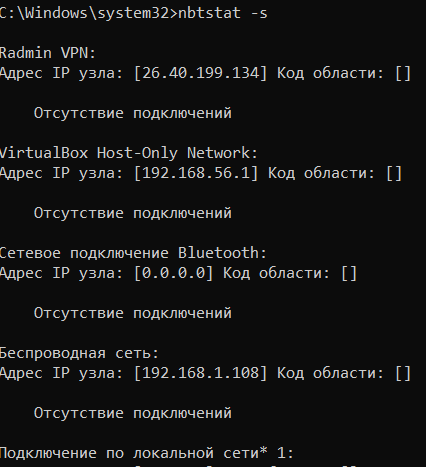 C:\Windows\system32>nbtstat -s
Radmin VPN:
Адрес IP узла: [26.40.199.134] Код области: []
Отсутствие подключений
VirtualBox Host-Only Network:
Адрес IP узла: [192.168.56.1] Код области: []
Отсутствие подключений
Сетевое подключение Bluetooth:
Адрес IP узла: [0.0.0.0] Код области: []
Отсутствие подключений
Беспроводная сеть:
Адрес IP узла: [192.168.1.108] Код области: []
Отсутствие подключений
Подключение по локальной сети* 1: